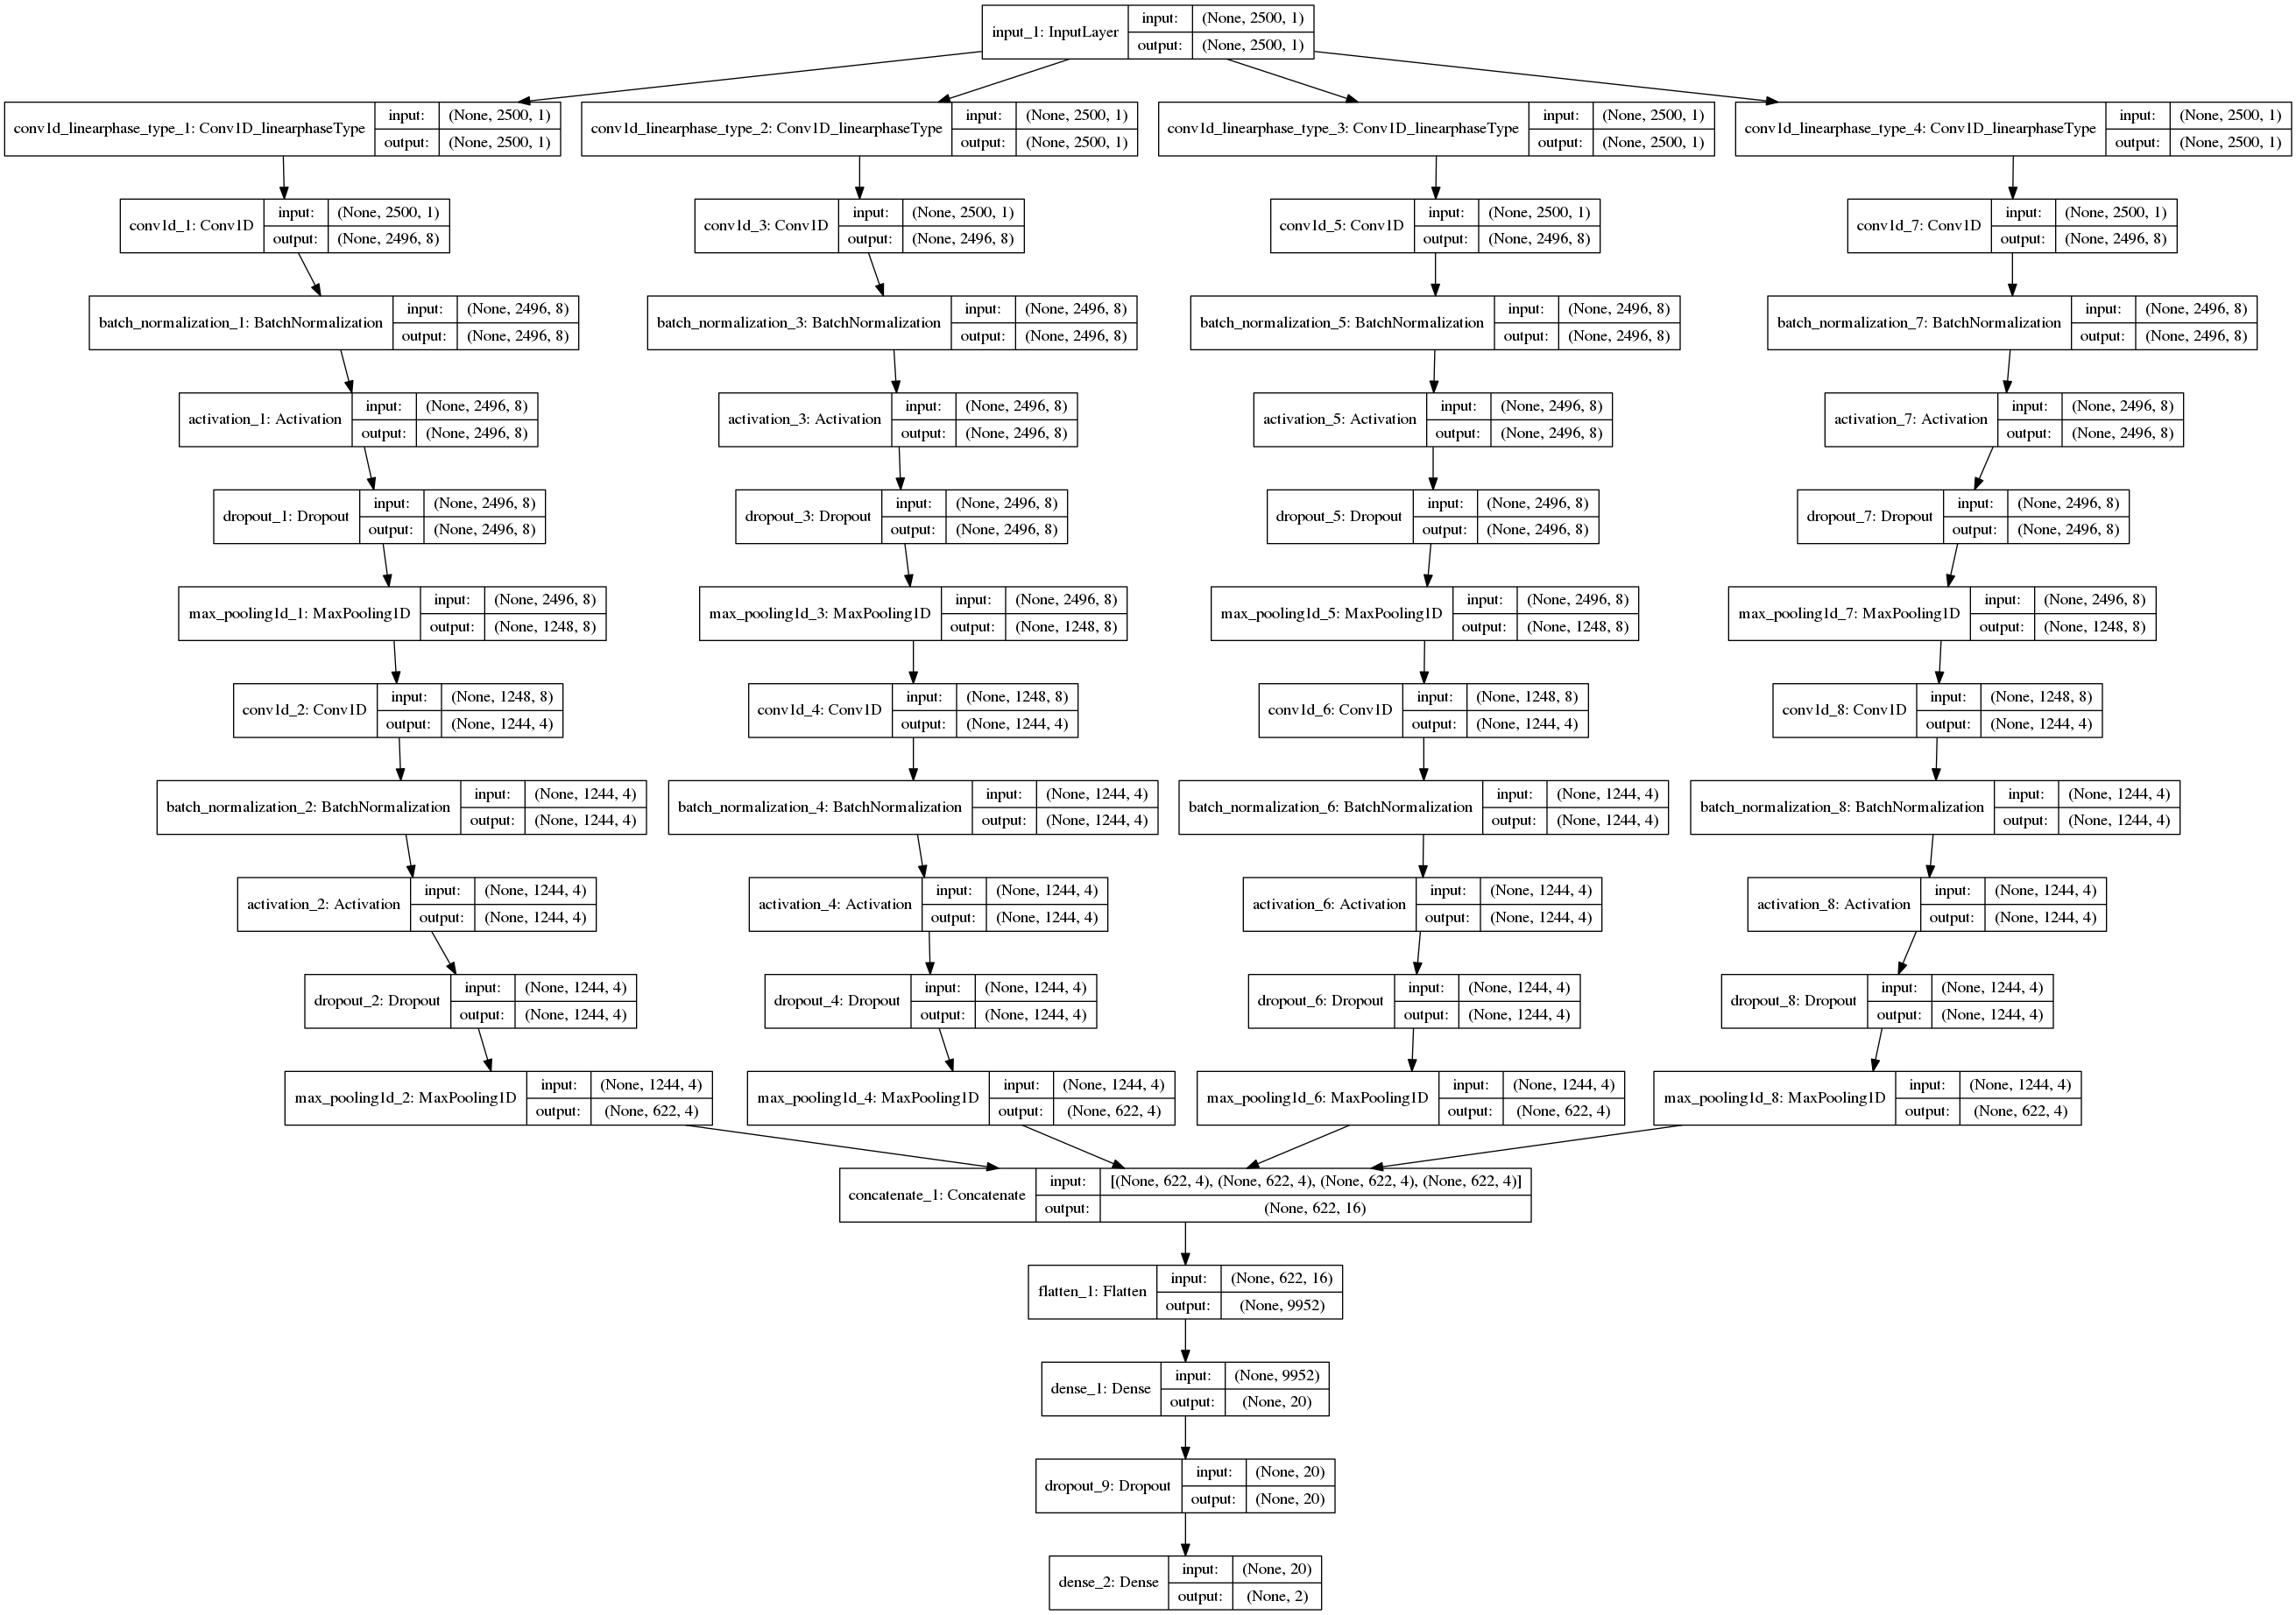 input_1: InputLayer input: (None, 2500, 1)
output: (None, 2500, 1)
conv1d_linearphase_type_1: Conv1D_linearphaseType input: (None, 2500, 1)
output: (None, 2500, 1)
conv1d_linearphase_type_2: Conv1D_linearphaseType input: (None, 2500, 1)
output: (None, 2500, 1)
conv1d_linearphase_type_3: Conv1D_linearphaseType input: (None, 2500, 1)
output: (None, 2500, 1)
conv1d_linearphase_type_4: Conv1D_linearphaseType input: (None, 2500, 1)
output: (None, 2500, 1)
conv1d_1: Conv1D input: (None, 2500, 1)
output: (None, 2496, 8)
conv1d_3: Conv1D input: (None, 2500, 1)
output: (None, 2496, 8)
conv1d_5: Conv1D input: (None, 2500, 1)
output: (None, 2496, 8)
conv1d_7: Conv1D input: (None, 2500, 1)
output: (None, 2496, 8)
batch_normalization_1: BatchNormalization input: (None, 2496, 8)
output: (None, 2496, 8)
batch_normalization_3: BatchNormalization input: (None, 2496, 8)
output: (None, 2496, 8)
batch_normalization_5: BatchNormalization input: (None, 2496, 8)
output: (None, 2496, 8)
batch_normalization_7: BatchNormalization input: (None, 2496, 8)
output: (None, 2496, 8)
activation_1: Activation input: (None, 2496, 8)
output: (None, 2496, 8)
activation_3: Activation input: (None, 2496, 8)
output: (None, 2496, 8)
activation_5: Activation input: (None, 2496, 8)
output: (None, 2496, 8)
activation_7: Activation input: (None, 2496, 8)
output: (None, 2496, 8)
dropout_1: Dropout input: (None, 2496, 8)
output: (None, 2496, 8)
dropout_3: Dropout input: (None, 2496, 8)
output: (None, 2496, 8)
dropout_5: Dropout input: (None, 2496, 8)
output: (None, 2496, 8)
dropout_7: Dropout input: (None, 2496, 8)
output: (None, 2496, 8)
max_pooling1d_1: MaxPooling1D input: (None, 2496, 8)
output: (None, 1248, 8)
max_pooling1d_3: MaxPooling1D input: (None, 2496, 8)
output: (None, 1248, 8)
max_pooling1d_5: MaxPooling1D input: (None, 2496, 8)
output: (None, 1248, 8)
max_pooling1d_7: MaxPooling1D input: (None, 2496, 8)
output: (None, 1248, 8)
conv1d_2: Conv1D input: (None, 1248, 8)
output: (None, 1244, 4)
conv1d_4: Conv1D input: (None, 1248, 8)
output: (None, 1244, 4)
conv1d_6: Conv1D input: (None, 1248, 8)
output: (None, 1244, 4)
conv1d_8: Conv1D input: (None, 1248, 8)
output: (None, 1244, 4)
batch_normalization_2: BatchNormalization input: (None, 1244, 4)
output: (None, 1244, 4)
batch_normalization_4: BatchNormalization input: (None, 1244, 4)
output: (None, 1244, 4)
batch_normalization_6: BatchNormalization input: (None, 1244, 4)
output: (None, 1244, 4)
batch_normalization_8: BatchNormalization input: (None, 1244, 4)
output: (None, 1244, 4)
activation_2: Activation input: (None, 1244, 4)
output: (None, 1244, 4)
activation_4: Activation input: (None, 1244, 4)
output: (None, 1244, 4)
activation_6: Activation input: (None, 1244, 4)
output: (None, 1244, 4)
activation_8: Activation input: (None, 1244, 4)
output: (None, 1244, 4)
dropout_2: Dropout input: (None, 1244, 4)
output: (None, 1244, 4)
dropout_4: Dropout input: (None, 1244, 4)
output: (None, 1244, 4)
dropout_6: Dropout input: (None, 1244, 4)
output: (None, 1244, 4)
dropout_8: Dropout input: (None, 1244, 4)
output: (None, 1244, 4)
max_pooling1d_2: MaxPooling1D input: (None, 1244, 4)
output: (None, 622, 4)
max_pooling1d_4: MaxPooling1D input: (None, 1244, 4)
output: (None, 622, 4)
max_pooling1d_6: MaxPooling1D input: (None, 1244, 4)
output: (None, 622, 4)
max_pooling1d_8: MaxPooling1D input: (None, 1244, 4)
output: (None, 622, 4)
concatenate_1: Concatenate input: [(None, 622, 4), (None, 622, 4), (None, 622, 4), (None, 622, 4)]
output: (None, 622, 16)
flatten_1: Flatten input: (None, 622, 16)
output: (None, 9952)
dense_1: Dense input: (None, 9952)
output: (None, 20)
dropout_9: Dropout input: (None, 20)
output: (None, 20)
dense_2: Dense input: (None, 20)
output: (None, 2)